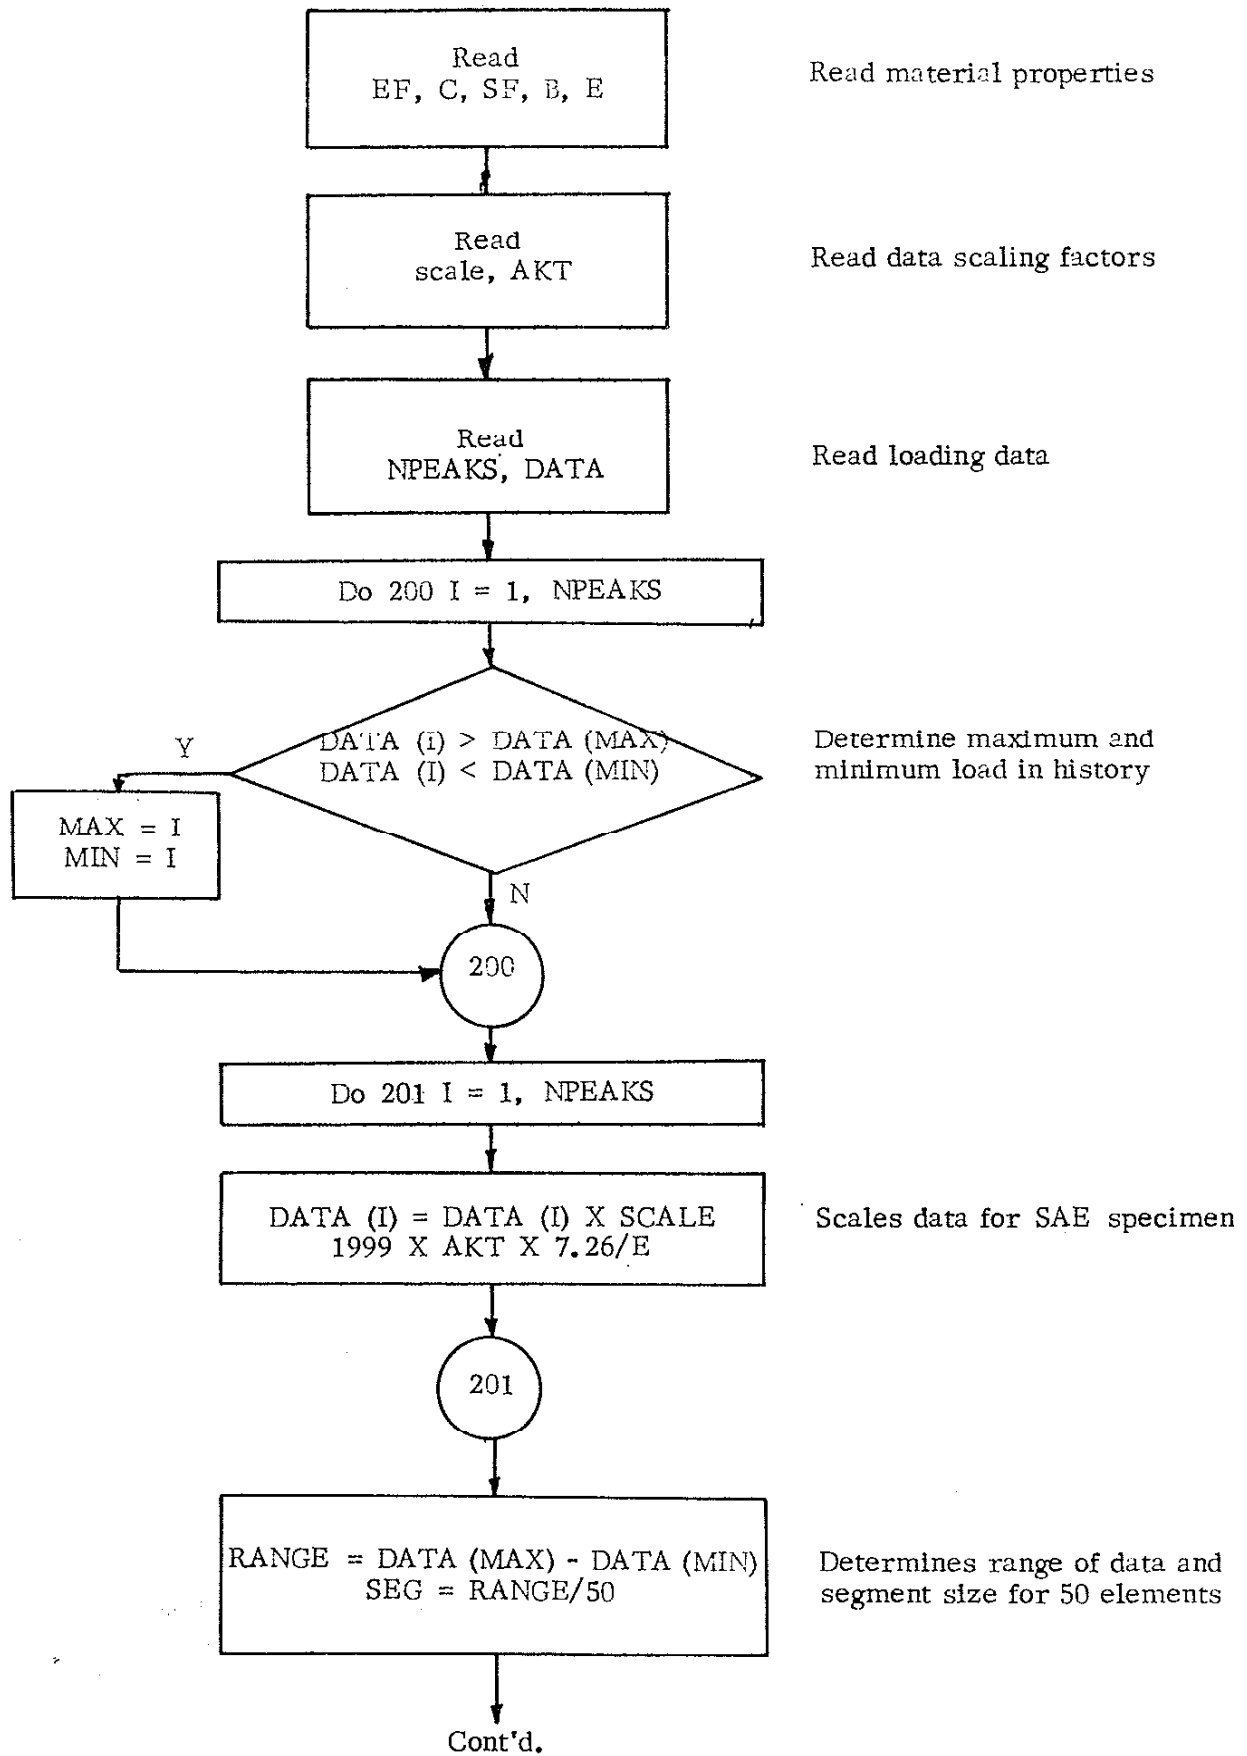 Read
EF, C, SF, B, E
Read material properties
Read
scale, AKT
Read data scaling factors
Read
NPEAKS, DATA
Read loading data
Do 200 I = 1, NPEAKS
DATA (I) > DATA (MAX)
DATA (I) < DATA (MIN)
Y
Determine maximum and
minimum load in history
MAX = I
MIN = I
N
200
Do 201 I = 1, NPEAKS
DATA (I) = DATA (I) X SCALE
1999 X AKT X 7.26/E
Scales data for SAE specimen
201
RANGE = DATA (MAX) - DATA (MIN)
SEG = RANGE/50
Determines range of data and
segment size for 50 elements
Cont'd.